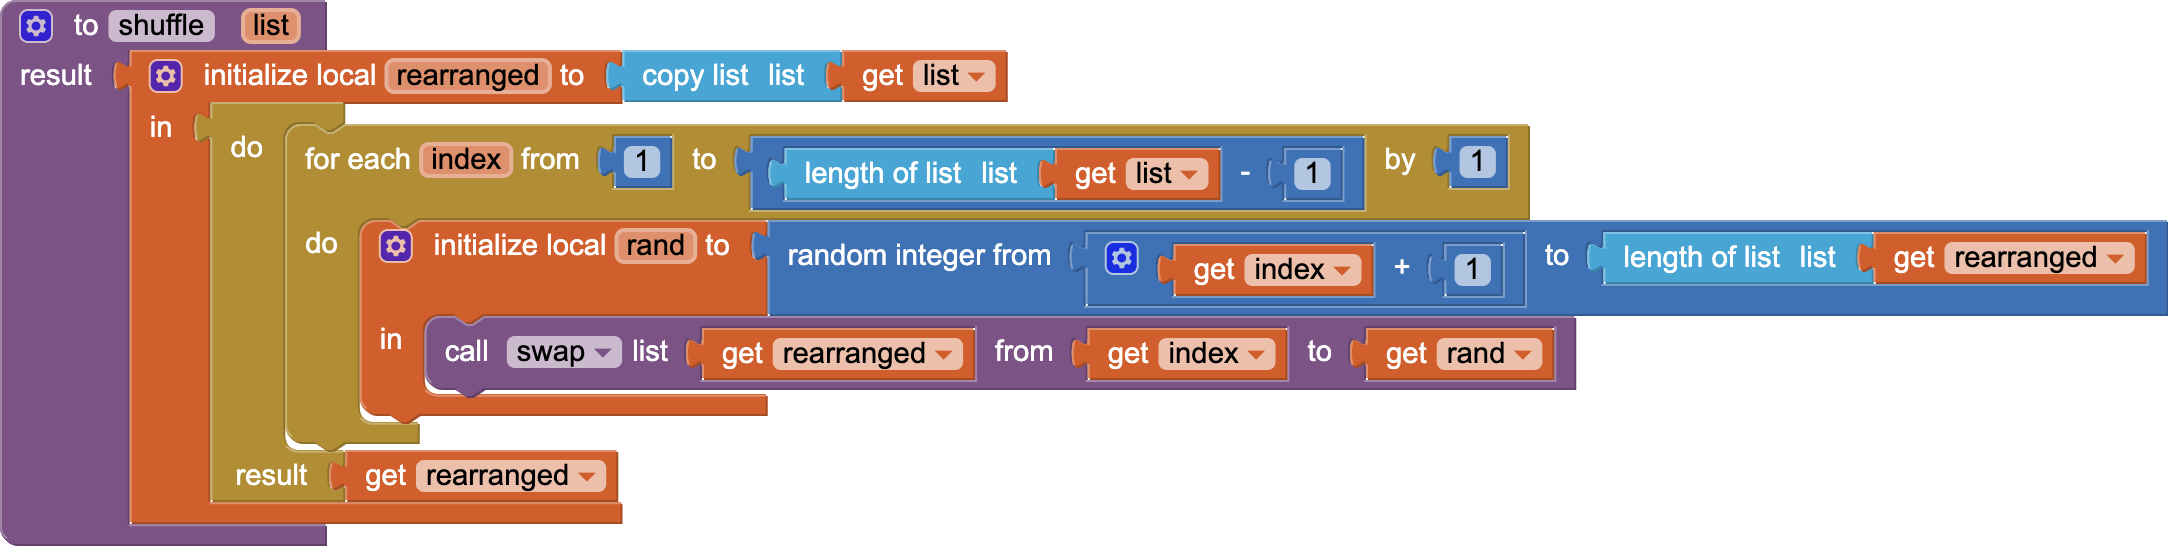 to shuffle list
result initialize local rearranged to copy list list get list
in
do for each index from 1 to length of list list get list - 1 by 1
do initialize local rand to random integer from get index + 1 to length of list list get rearranged
in call swap list get rearranged from get index to get rand
result get rearranged